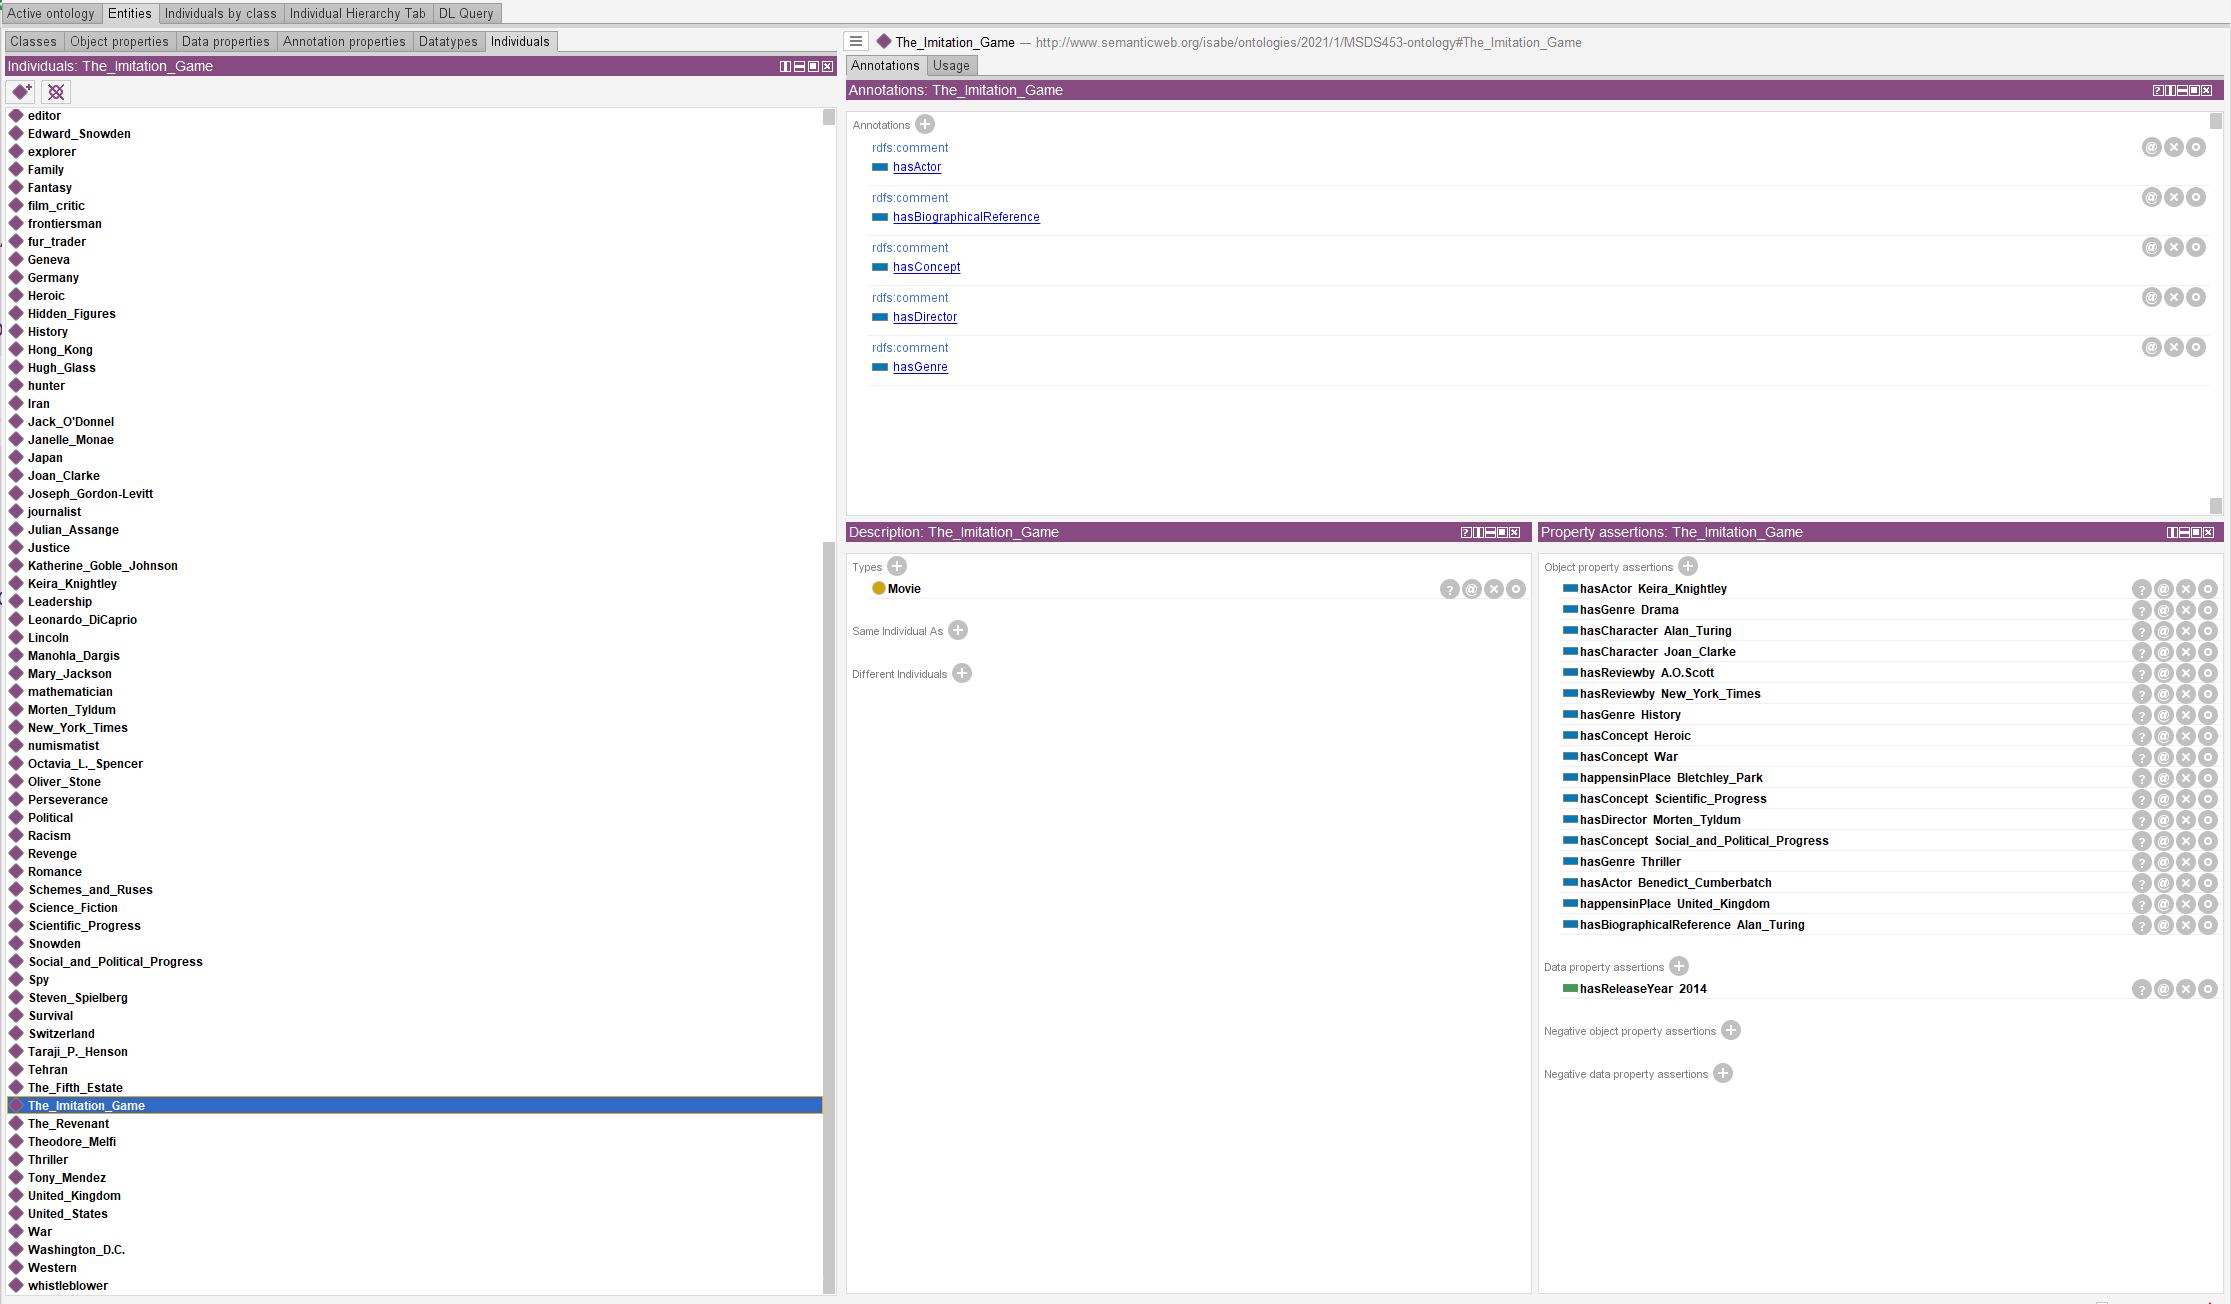 Active ontology Entities Individuals by class Individual Hierarchy Tab DL Query
Classes Object properties Data properties Annotation properties Datatypes Individuals
Individuals: The_Imitation_Game
editor
Edward_Snowden
explorer
Family
Fantasy
film_critic
frontiersman
fur_trader
Geneva
Germany
Heroic
Hidden_Figures
History
Hong_Kong
Hugh_Glass
hunter
Iran
Jack_O'Donnel
Janelle_Monae
Japan
Joan_Clarke
Joseph_Gordon-Levitt
journalist
Julian_Assange
Justice
Katherine_Goble_Johnson
Keira_Knightley
Leadership
Leonardo_DiCaprio
Lincoln
Manohla_Dargis
Mary_Jackson
mathematician
Morten_Tyldum
New_York_Times
numismatist
Octavia_L._Spencer
Oliver_Stone
Perseverance
Political
Racism
Revenge
Romance
Schemes_and_Ruses
Science_Fiction
Scientific_Progress
Snowden
Social_and_Political_Progress
Spy
Steven_Spielberg
Survival
Switzerland
Taraji_P._Henson
Tehran
The_Fifth_Estate
The_Imitation_Game
The_Revenant
Theodore_Melfi
Thriller
Tony_Mendez
United_Kingdom
United_States
War
Washington_D.C.
Western
whistleblower
The_Imitation_Game — http://www.semanticweb.org/isabe/ontologies/2021/1/MSDS453-ontology#The_Imitation_Game
Annotations Usage
Annotations: The_Imitation_Game
Annotations
rdfs:comment
hasActor
rdfs:comment
hasBiographicalReference
rdfs:comment
hasConcept
rdfs:comment
hasDirector
rdfs:comment
hasGenre
Description: The_Imitation_Game
Types
Movie
Same Individual As
Different Individuals
Property assertions: The_Imitation_Game
Object property assertions
hasActor Keira_Knightley
hasGenre Drama
hasCharacter Alan_Turing
hasCharacter Joan_Clarke
hasReviewby A.O.Scott
hasReviewby New_York_Times
hasGenre History
hasConcept Heroic
hasConcept War
happensinPlace Bletchley_Park
hasConcept Scientific_Progress
hasDirector Morten_Tyldum
hasConcept Social_and_Political_Progress
hasGenre Thriller
hasActor Benedict_Cumberbatch
happensinPlace United_Kingdom
hasBiographicalReference Alan_Turing
Data property assertions
hasReleaseYear 2014
Negative object property assertions
Negative data property assertions